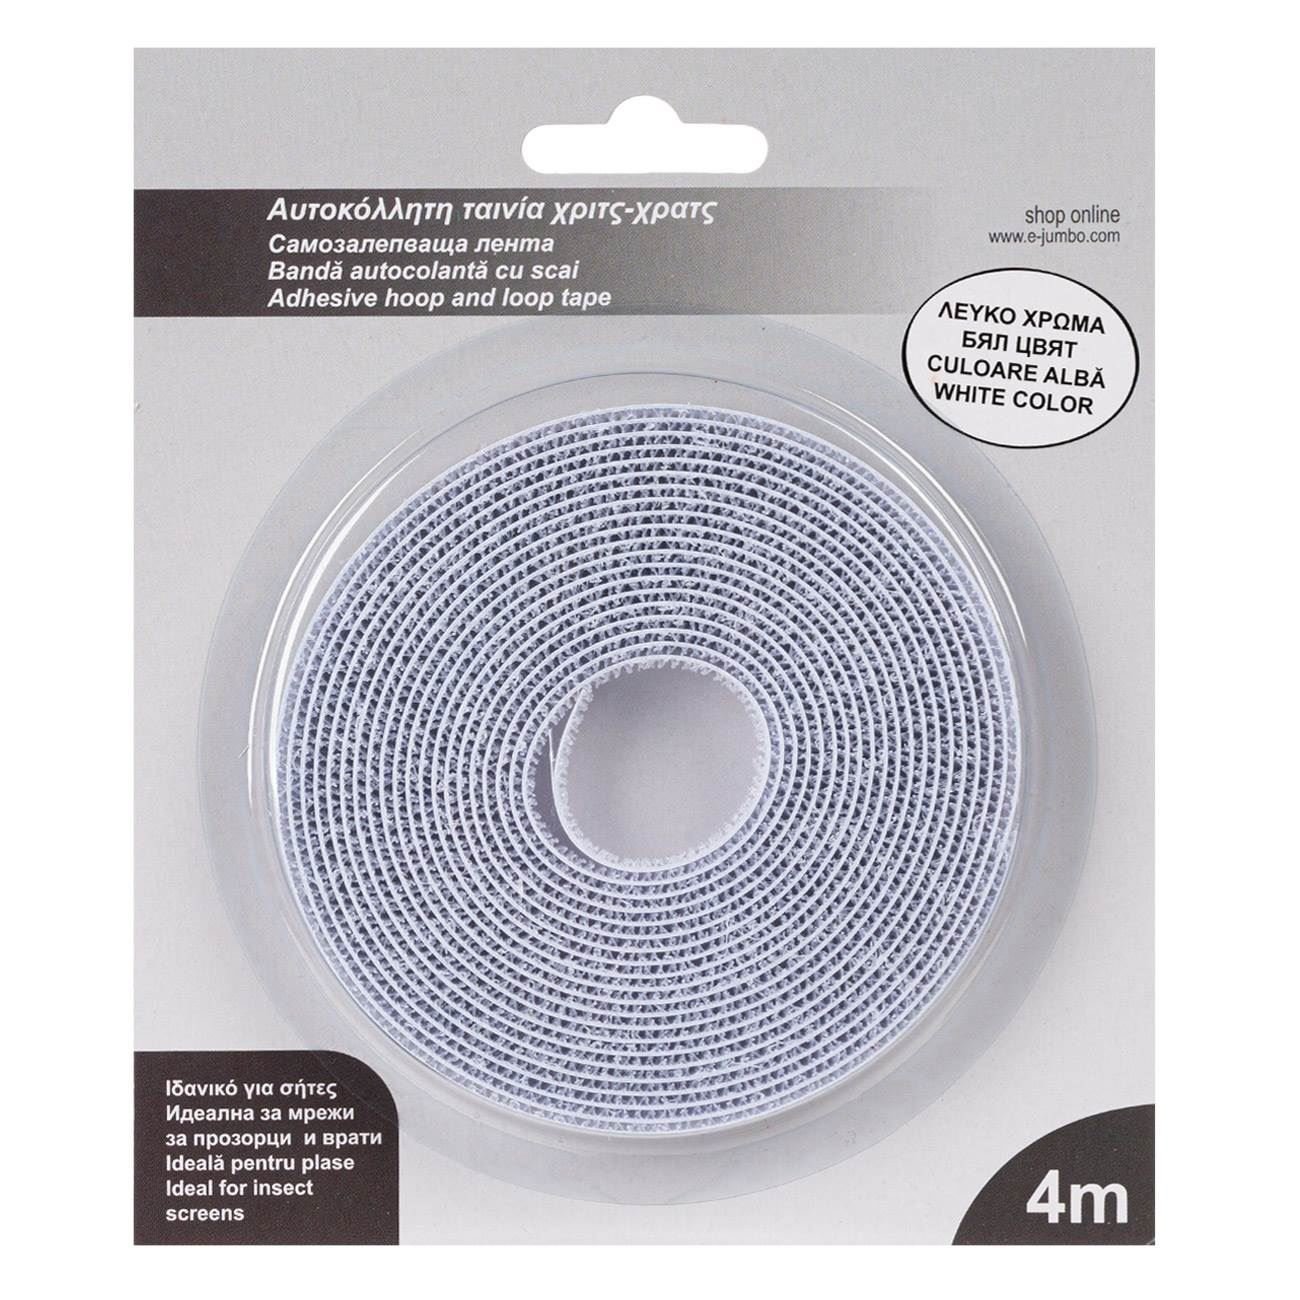 Αυτοκόλλητη ταινία χριτς-χρατς
Самозалепваща лента
Bandă autocolantă cu scai
Adhesive hoop and loop tape
shop online
www.e-jumbo.com
ΛΕΥΚΟ ΧΡΩΜΑ
БЯЛ ЦВЯТ
CULOARE ALBĂ
WHITE COLOR
Ιδανικό για σήτες
Идеална за мрежи
за прозорци и врати
Ideală pentru plase
Ideal for insect
screens
4m